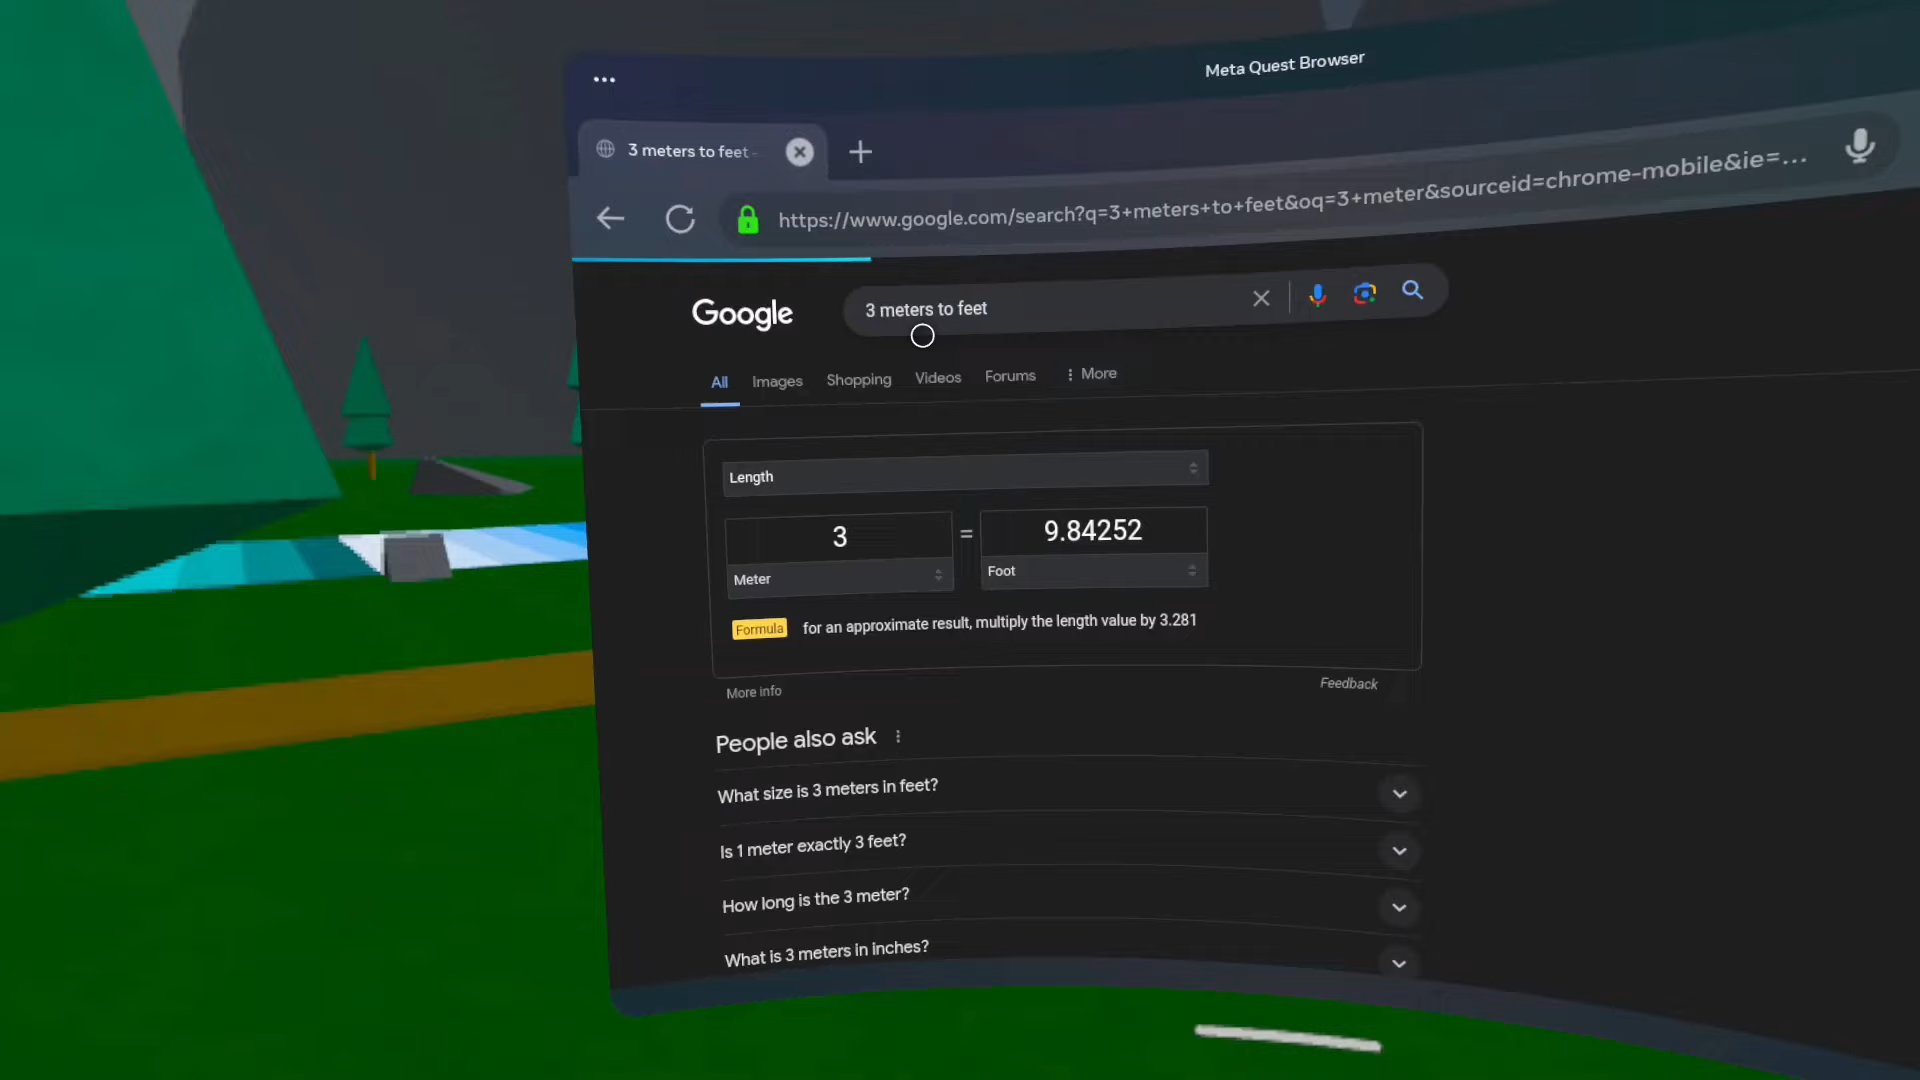 Meta Quest Browser
3 meters to feet
https://www.google.com/search?q=3+meters+to+feet&oq=3+meter&sourceid=chrome-mobile&ie=...
Google
3 meters to feet
All Images Shopping Videos Forums More
Length
3 = 9.84252
Meter Foot
Formula for an approximate result, multiply the length value by 3.281
More info Feedback
People also ask
What size is 3 meters in feet?
Is 1 meter exactly 3 feet?
How long is the 3 meter?
What is 3 meters in inches?